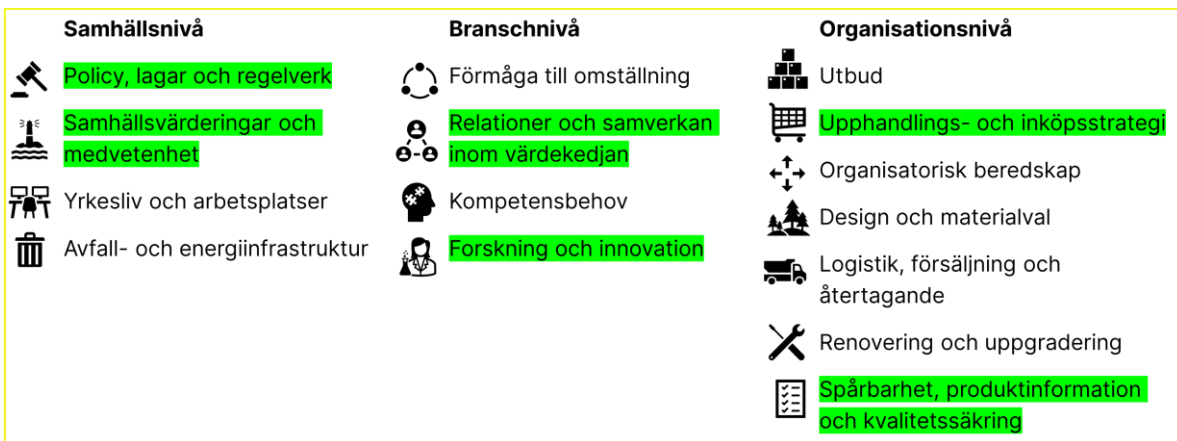 Samhällsnivå
Policy, lagar och regelverk
Samhällsvärderingar och
medvetenhet
Yrkesliv och arbetsplatser
Avfall- och energiinfrastruktur
Branschnivå
Förmåga till omställning
Relationer och samverkan
inom värdekedjan
Kompetensbehov
Forskning och innovation
Organisationsnivå
Utbud
Upphandlings- och inköpsstrategi
Organisatorisk beredskap
Design och materialval
Logistik, försäljning och
återtagande
Renovering och uppgradering
Spårbarhet, produktinformation
och kvalitetssäkring